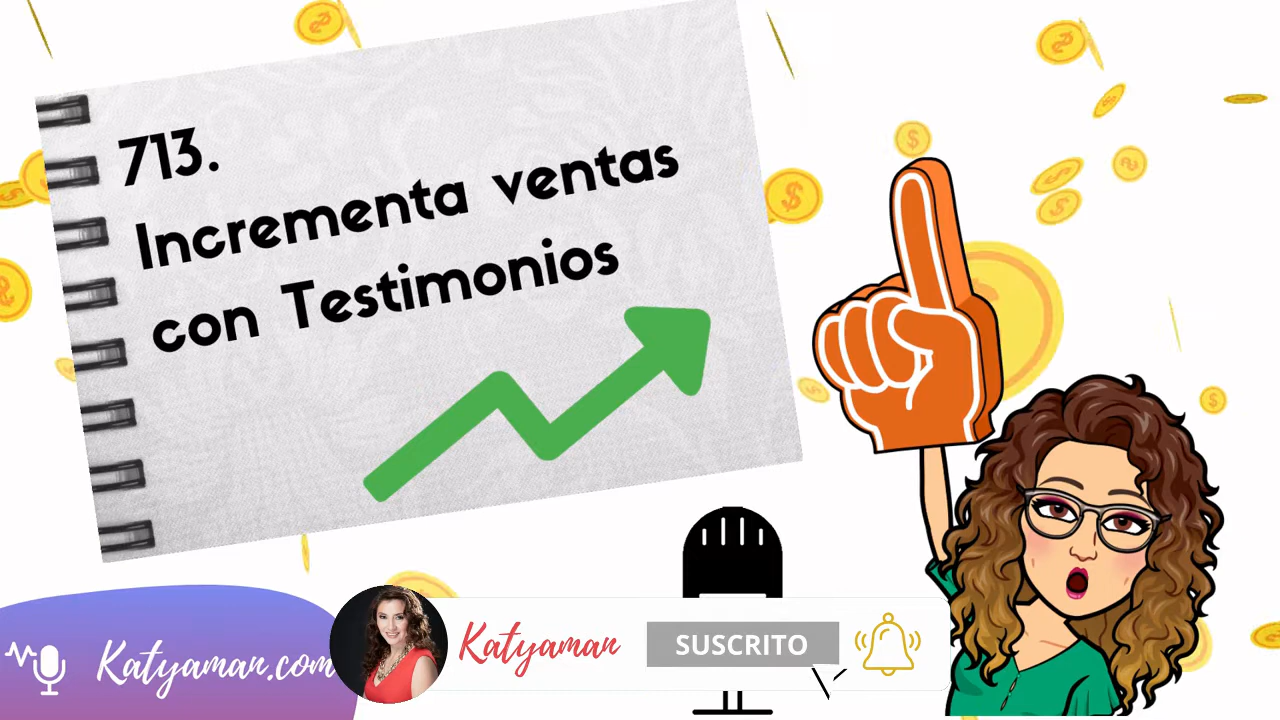 713.
Incrementa ventas
con Testimonios
Katyaman.com
Katyaman
SUSCRITO